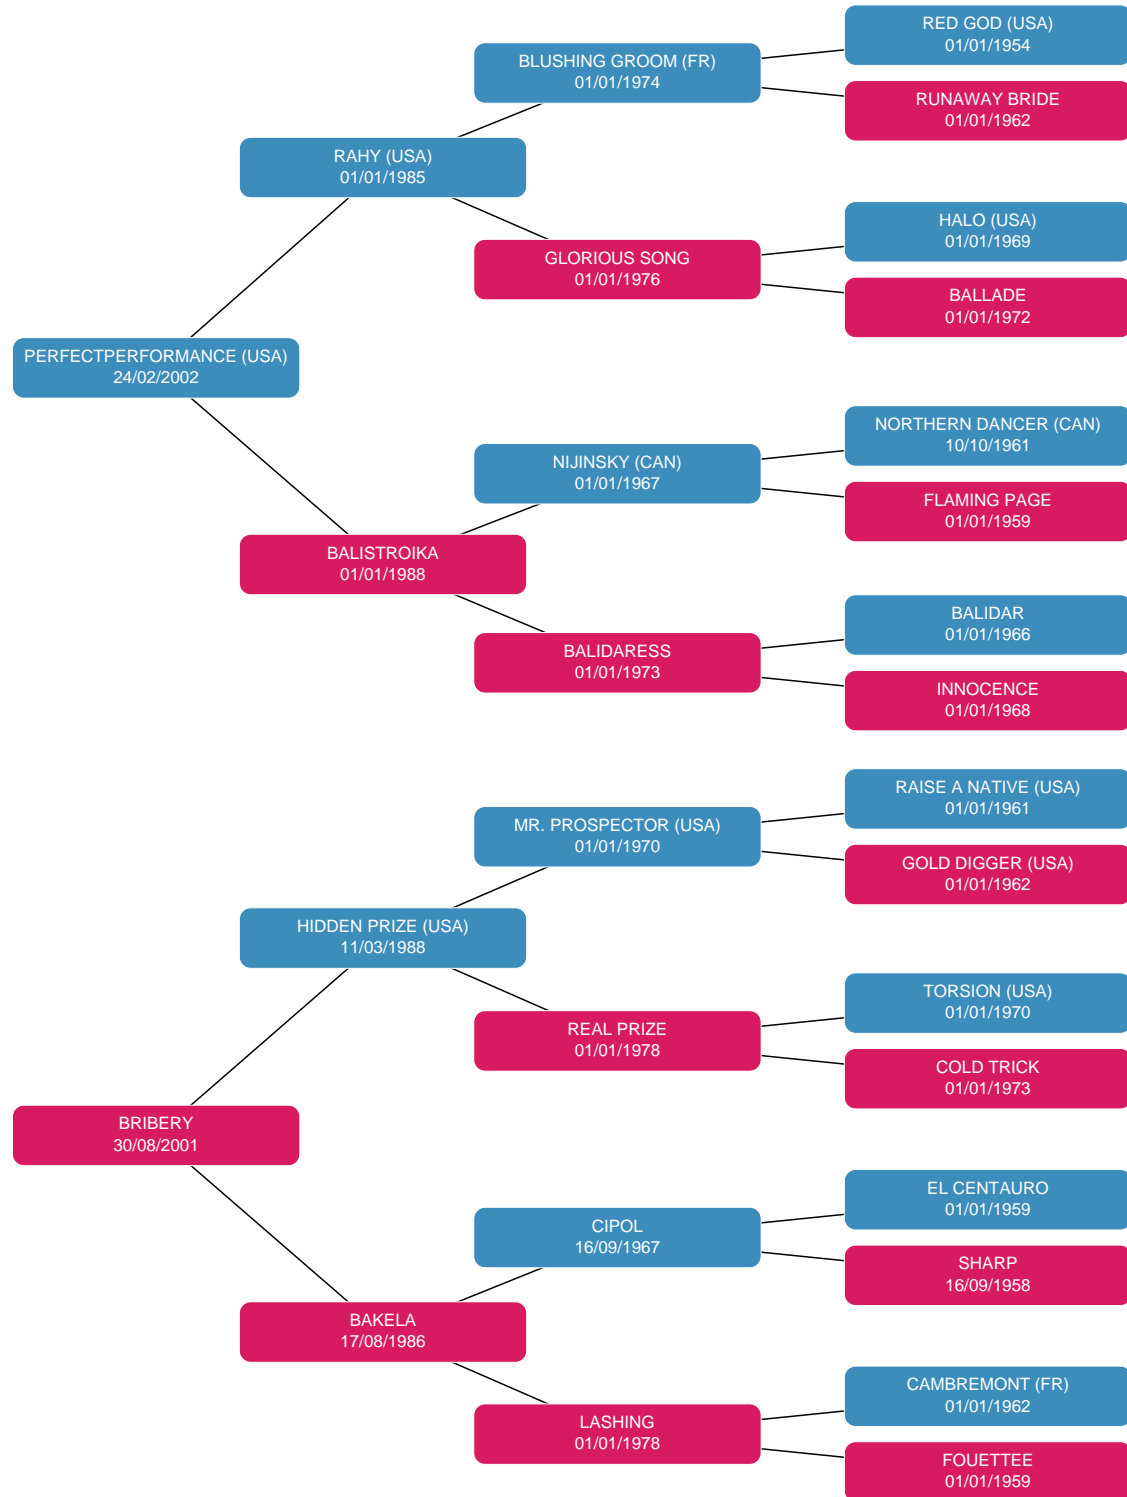 RED GOD (USA)
01/01/1954
BLUSHING GROOM (FR)
01/01/1974
RUNAWAY BRIDE
01/01/1962
RAHY (USA)
01/01/1985
HALO (USA)
01/01/1969
GLORIOUS SONG
01/01/1976
BALLADE
01/01/1972
PERFECTPERFORMANCE (USA)
24/02/2002
NORTHERN DANCER (CAN)
10/10/1961
NIJINSKY (CAN)
01/01/1967
FLAMING PAGE
01/01/1959
BALISTROIKA
01/01/1988
BALIDAR
01/01/1966
BALIDARESS
01/01/1973
INNOCENCE
01/01/1968
RAISE A NATIVE (USA)
01/01/1961
MR. PROSPECTOR (USA)
01/01/1970
GOLD DIGGER (USA)
01/01/1962
HIDDEN PRIZE (USA)
11/03/1988
TORSION (USA)
01/01/1970
REAL PRIZE
01/01/1978
COLD TRICK
01/01/1973
BRIBERY
30/08/2001
EL CENTAURO
01/01/1959
CIPOL
16/09/1967
SHARP
16/09/1958
BAKELA
17/08/1986
CAMBREMONT (FR)
01/01/1962
LASHING
01/01/1978
FOUETTEE
01/01/1959